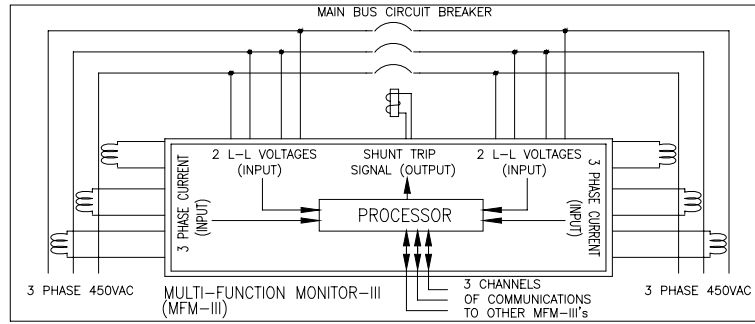 MAIN BUS CIRCUIT BREAKER
2 L-L VOLTAGES
(INPUT)
SHUNT TRIP
SIGNAL (OUTPUT)
2 L-L VOLTAGES
(INPUT)
3 PHASE CURRENT
(INPUT)
PROCESSOR
3 PHASE CURRENT
(INPUT)
3 PHASE 450VAC
MULTI-FUNCTION MONITOR-III
(MFM-III)
3 CHANNELS
OF COMMUNICATIONS
TO OTHER MFM-III's
3 PHASE 450VAC